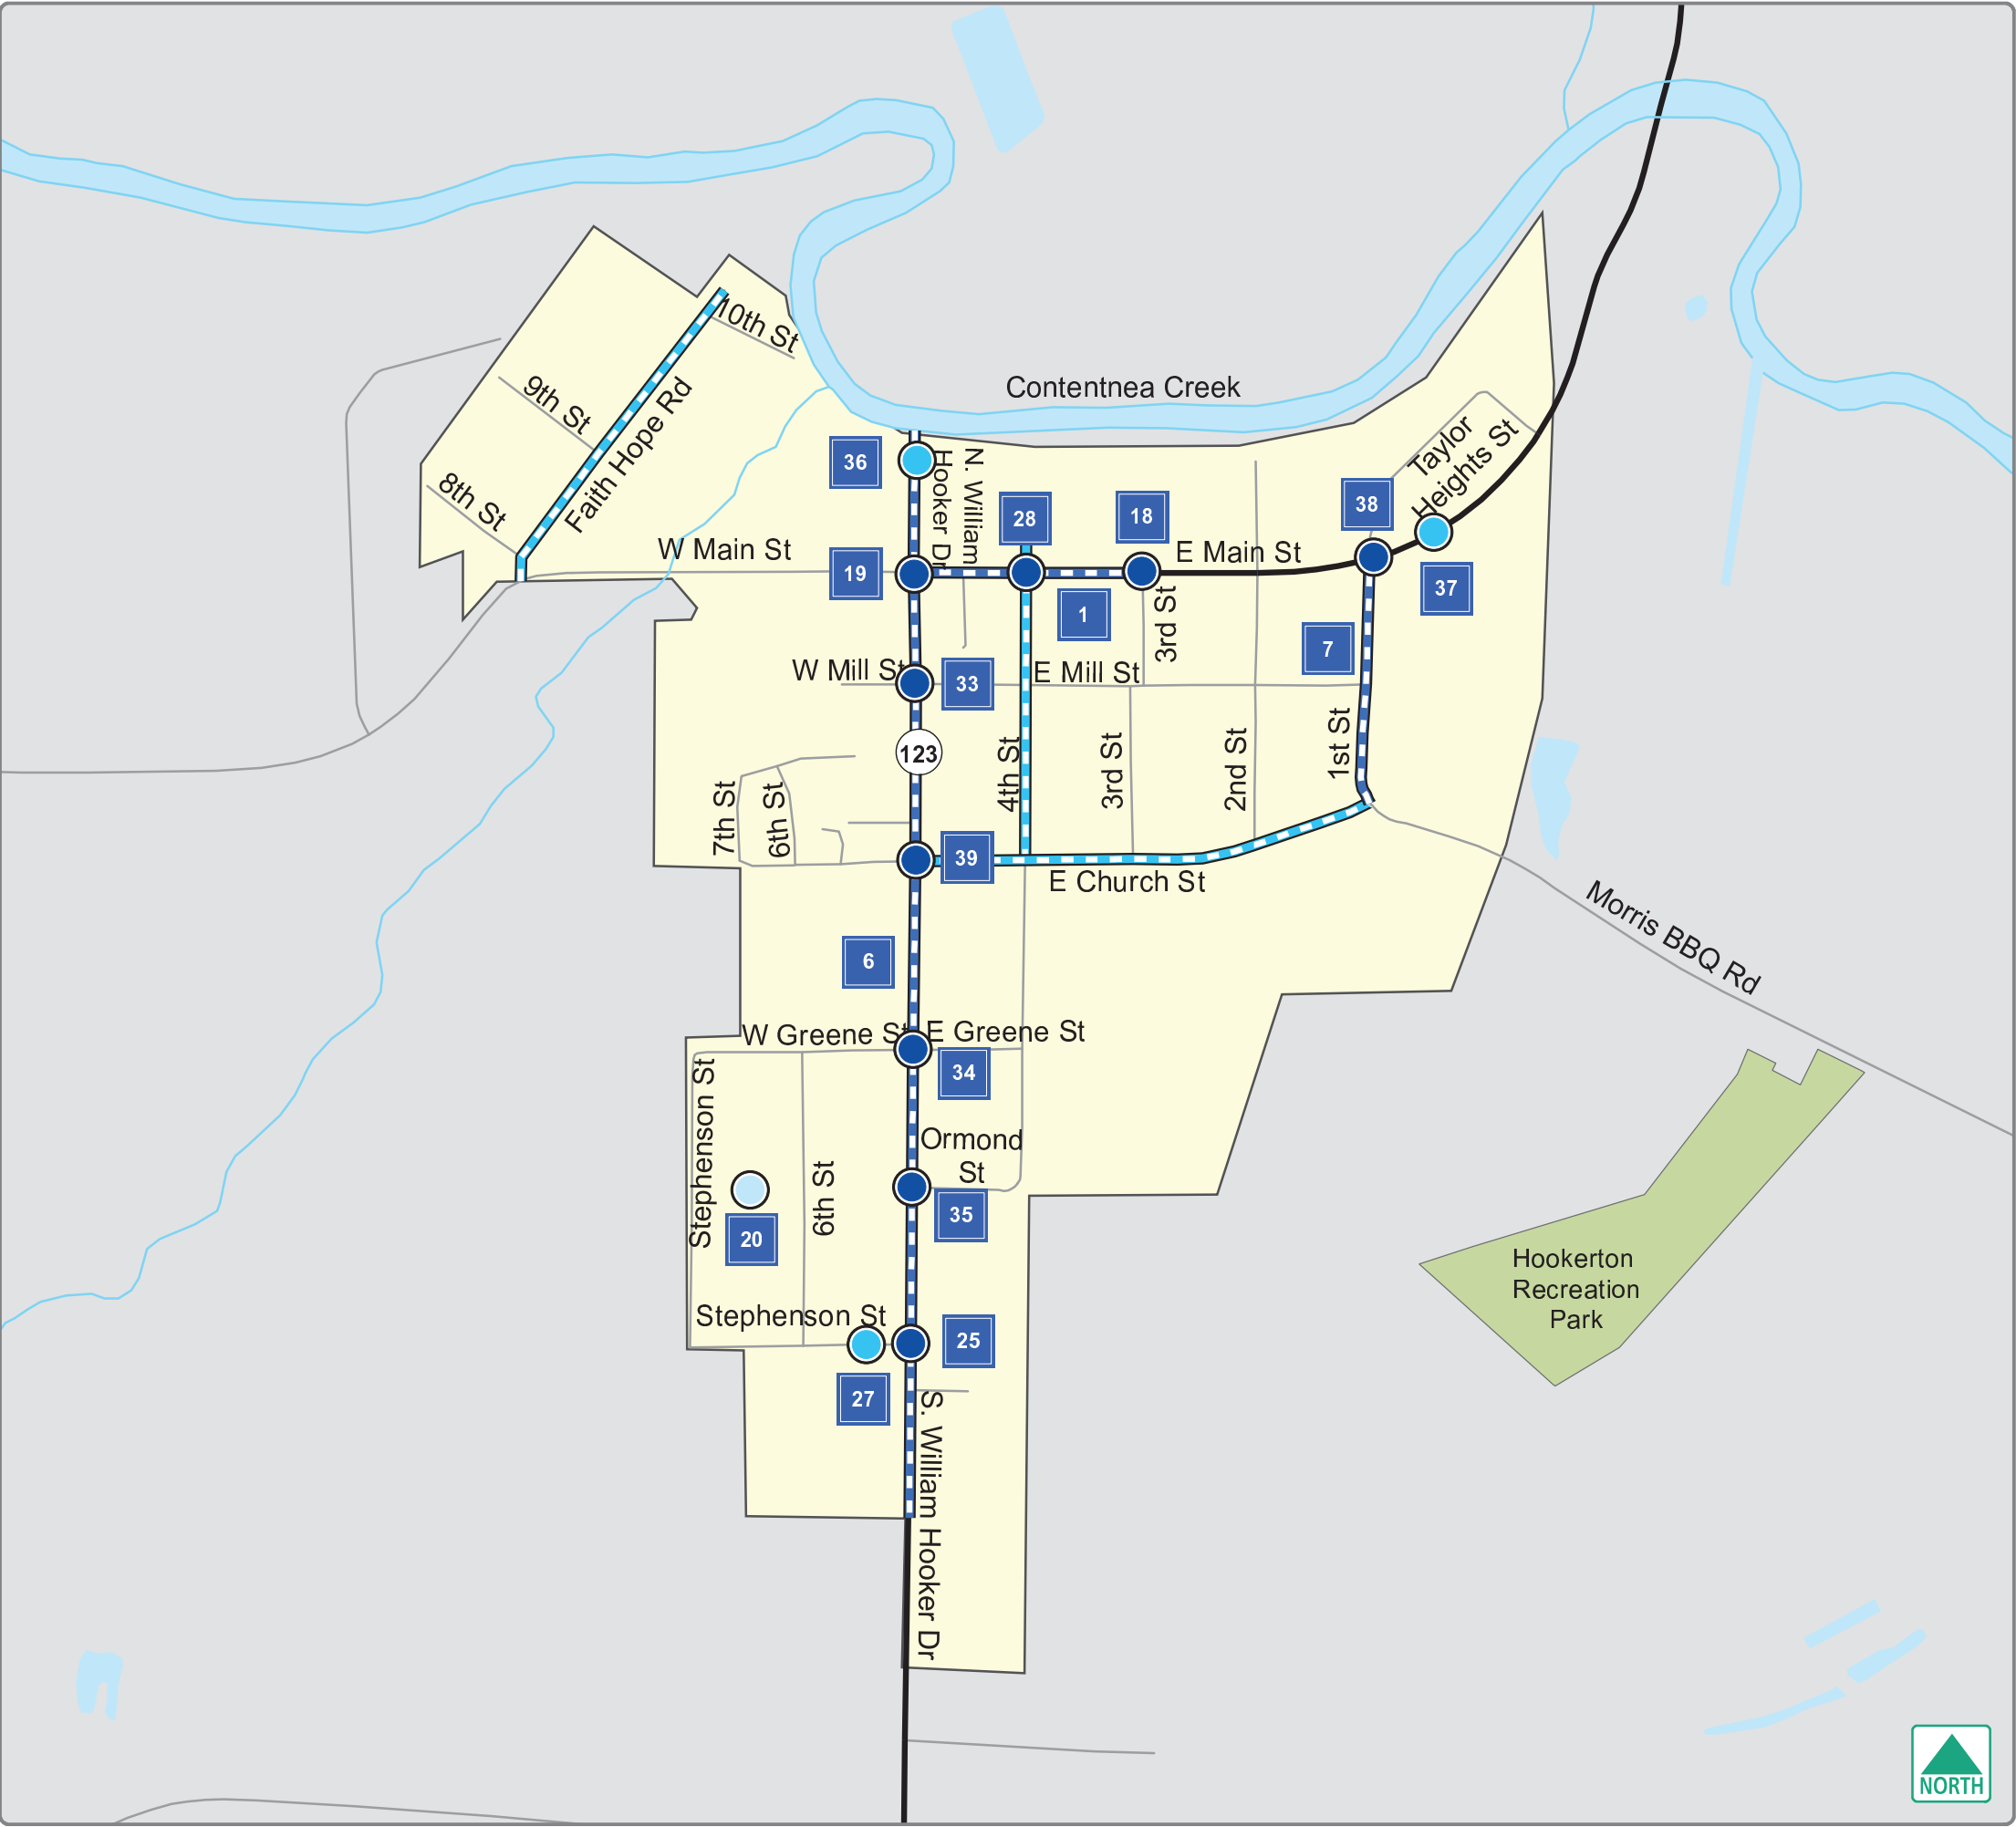 10th St
9th St
Faith Hope Rd
8th St
Contentnea Creek
36
N. William
Hooker Dr
28
18
38
Taylor
Heights St
W Main St
19
E Main St
37
1
3rd St
7
W Mill St
33
E Mill St
123
4th St
3rd St
2nd St
1st St
7th St
6th St
39
E Church St
Morris BBQ Rd
6
W Greene St
E Greene St
34
Stephenson St
Ormond
St
6th St
20
35
Hookerton
Recreation
Park
Stephenson St
25
27
S. William Hooker Dr
NORTH